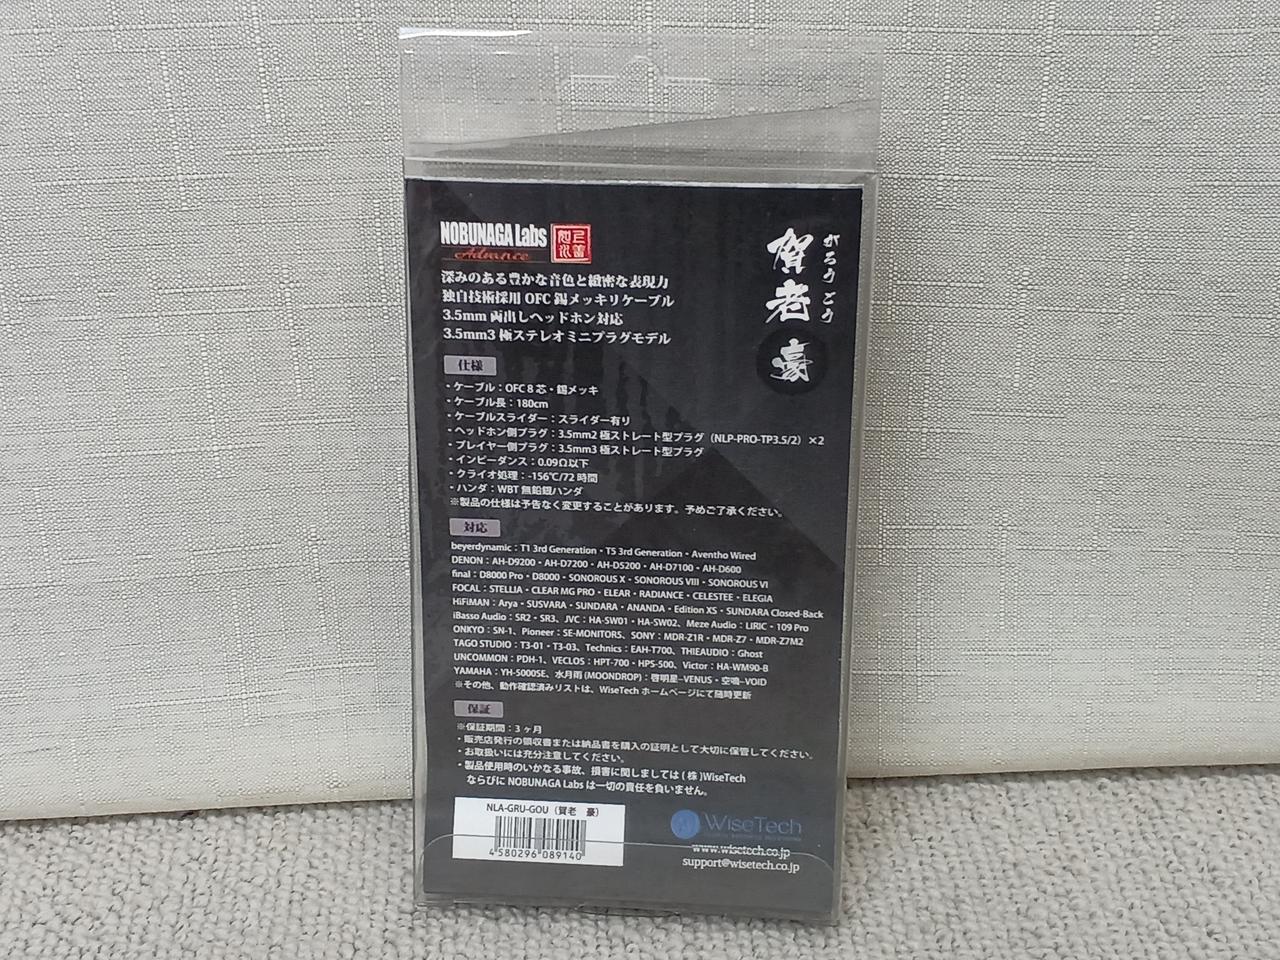 NOBUNAGA Labs
Advance
深みのある豊かな音色と緻密な表現力
独自技術採用 OFC 錫メッキリケーブル
3.5mm 両出しヘッドホン対応
3.5mm3 極ステレオミニプラグモデル
賀老 豪
がろう ごう
仕様
・ケーブル：OFC 8 芯・錫メッキ
・ケーブル長：180cm
・ケーブルスライダー：スライダー有り
・ヘッドホン側プラグ：3.5mm2 極ストレート型プラグ（NLP-PRO-TP3.5/2）×2
・プレイヤー側プラグ：3.5mm3 極ストレート型プラグ
・インピーダンス：0.09Ω以下
・クライオ処理：-156℃/72 時間
・ハンダ：WBT 無鉛銀ハンダ
※製品の仕様は予告なく変更することがあります。予めご了承ください。
対応
beyerdynamic：T1 3rd Generation・T5 3rd Generation・Aventho Wired
DENON：AH-D9200・AH-D7200・AH-D5200・AH-D7100・AH-D600
final：D8000 Pro・D8000・SONOROUS X・SONOROUS VIII・SONOROUS VI
FOCAL：STELLIA・CLEAR MG PRO・ELEAR・RADIANCE・CELESTEE・ELEGIA
HiFiMAN：Arya・SUSVARA・SUNDARA・ANANDA・Edition XS・SUNDARA Closed-Back
iBasso Audio：SR2・SR3、JVC：HA-SW01・HA-SW02、Meze Audio：LIRIC・109 Pro
ONKYO：SN-1、Pioneer：SE-MONITOR5、SONY：MDR-Z1R・MDR-Z7・MDR-Z7M2
TAGO STUDIO：T3-01・T3-03、Technics：EAH-T700、THIEAUDIO：Ghost
UNCOMMON：PDH-1、VECLOS：HPT-700・HPS-500、Victor：HA-WM90-B
YAMAHA：YH-5000SE、水月雨 (MOONDROP)：啓明星–VENUS・空鳴–VOID
※その他、動作確認済みリストは、WiseTech ホームページにて随時更新
保証
※保証期間：3 ヶ月
・販売店発行の領収書または納品書を購入の証明として大切に保管してください。
・お取扱いには充分注意してください。
・製品使用時のいかなる事故、損害に関しましては ( 株 )WiseTech
ならびに NOBUNAGA Labs は一切の責任を負いません。
NLA-GRU-GOU（賀老　豪）
4580296089140
WiseTech
www.wisetech.co.jp
support@wisetech.co.jp